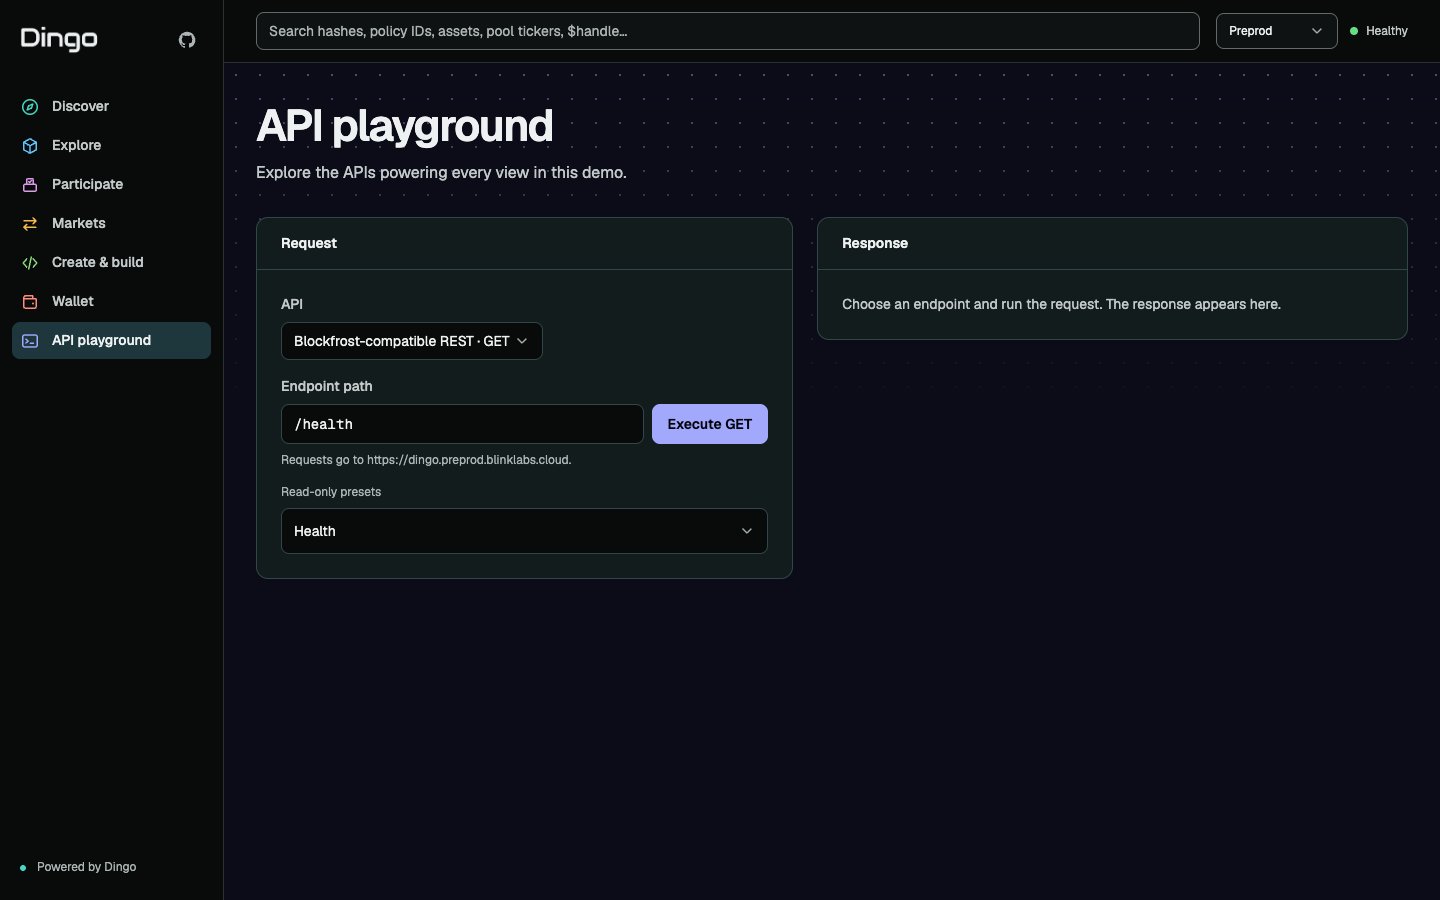 Dingo
Discover
Explore
Participate
Markets
Create & build
Wallet
API playground
Powered by Dingo
Search hashes, policy IDs, assets, pool tickers, $handle...
Preprod
Healthy
API playground
Explore the APIs powering every view in this demo.
Request
API
Blockfrost-compatible REST · GET
Endpoint path
/health
Execute GET
Requests go to https://dingo.preprod.blinklabs.cloud.
Read-only presets
Health
Response
Choose an endpoint and run the request. The response appears here.